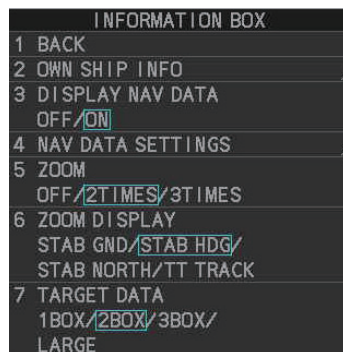 INFORMATION BOX
1 BACK
2 OWN SHIP INFO
3 DISPLAY NAV DATA
OFF/ON
4 NAV DATA SETTINGS
5 ZOOM
OFF/2TIMES/3TIMES
6 ZOOM DISPLAY
STAB GND/STAB HDG/
STAB NORTH/TT TRACK
7 TARGET DATA
1BOX/2BOX/3BOX/
LARGE